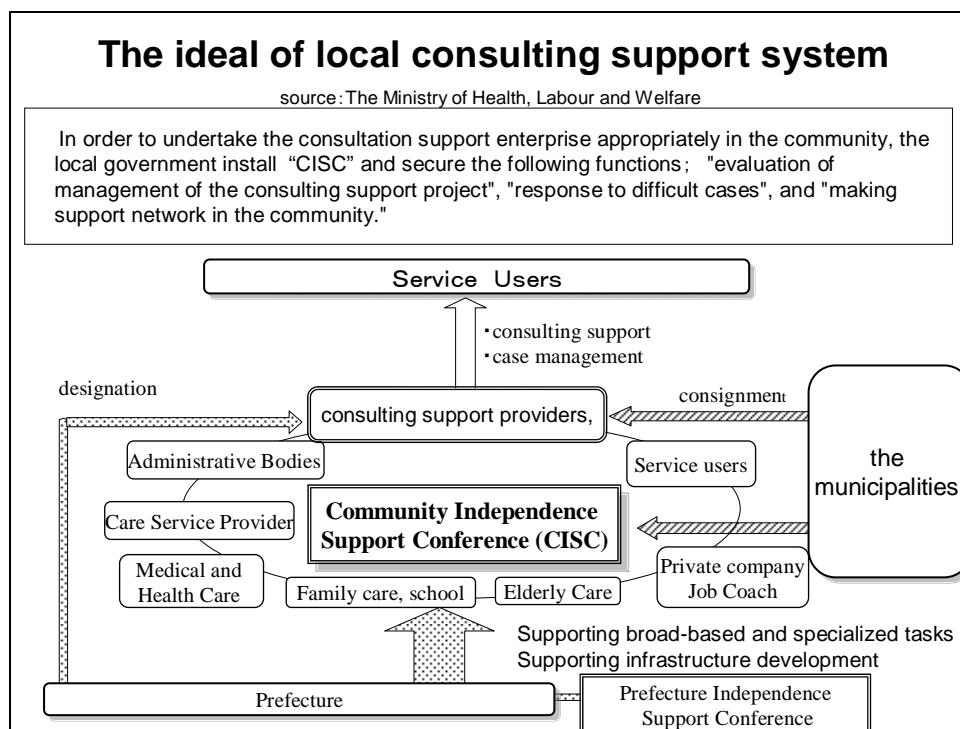 The ideal of local consulting support system
source:The Ministry of Health, Labour and Welfare
In order to undertake the consultation support enterprise appropriately in the community, the
local government install “CISC” and secure the following functions; "evaluation of
management of the consulting support project", "response to difficult cases", and "making
support network in the community."
Service Users
・consulting support
・case management
designation
consignment
consulting support providers,
the
municipalities
Administrative Bodies
Service users
Care Service Provider
Community Independence
Support Conference (CISC)
Medical and
Health Care
Family care, school
Elderly Care
Private company
Job Coach
Supporting broad-based and specialized tasks
Supporting infrastructure development
Prefecture
Prefecture Independence
Support Conference